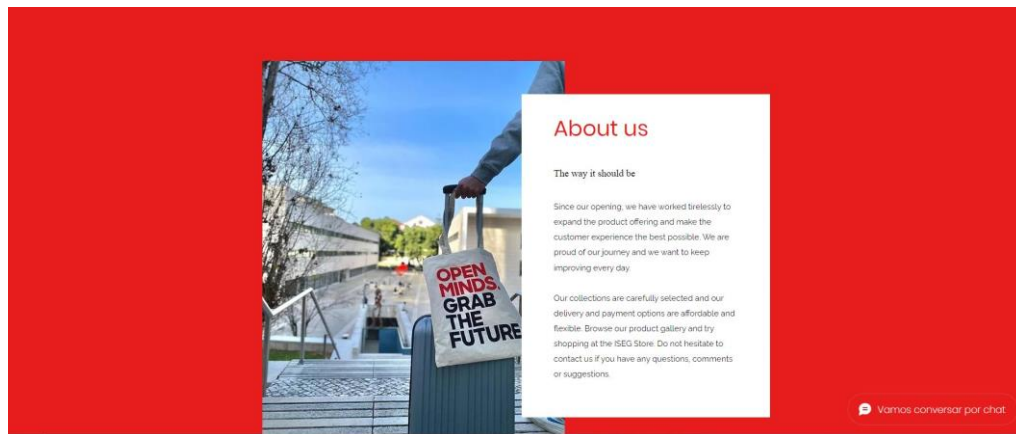 OPEN
MINDS,
GRAB
THE
FUTURE
About us
The way it should be
Since our opening, we have worked tirelessly to
expand the product offering and make the
customer experience the best possible. We are
proud of our journey and we want to keep
improving every day.
Our collections are carefully selected and our
delivery and payment options are affordable and
flexible. Browse our product gallery and try
shopping at the ISEG Store. Do not hesitate to
contact us if you have any questions, comments
or suggestions.
Vamos conversar por chat